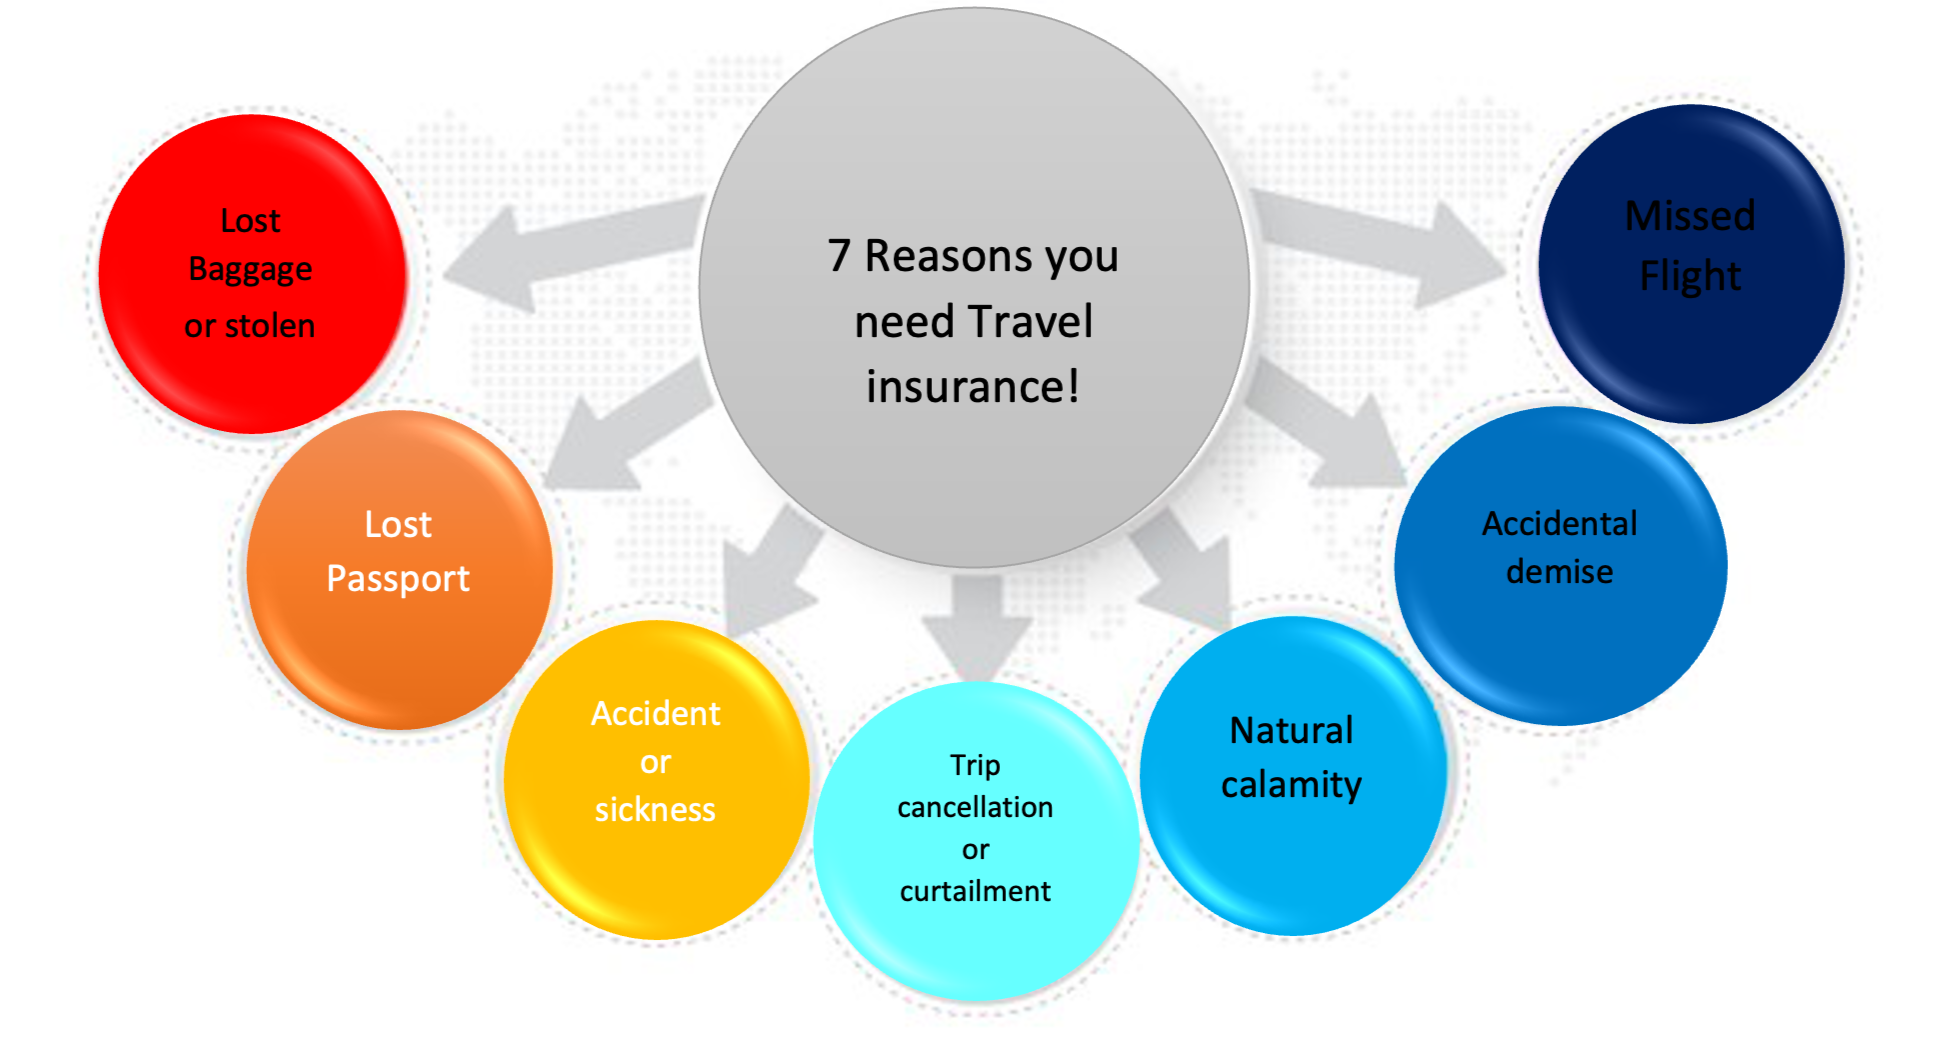 7 Reasons you
need Travel
insurance!
Lost
Baggage
or stolen
Lost
Passport
Accident
or
sickness
Trip
cancellation
or
curtailment
Natural
calamity
Accidental
demise
Missed
Flight